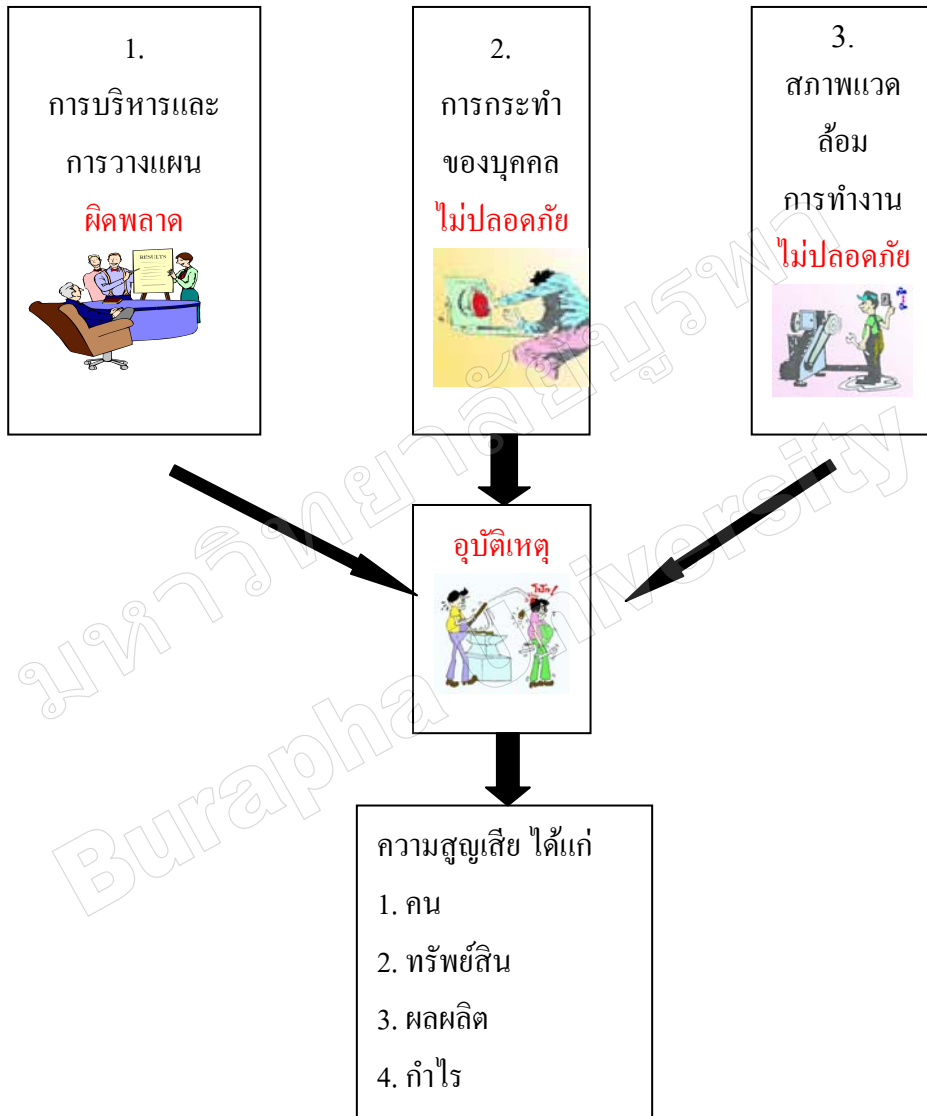 1.
การบริหารและ
การวางแผน
ผิดพลาด
RESULTS
2.
การกระทำ
ของบุคคล
ไม่ปลอดภัย
3.
สภาพแวด
ล้อม
การทำงาน
ไม่ปลอดภัย
อุบัติเหตุ
ความสูญเสีย ได้แก่
1. คน
2. ทรัพย์สิน
3. ผลผลิต
4. กำไร
มหาวิทยาลัยบูรพา
Burapha University